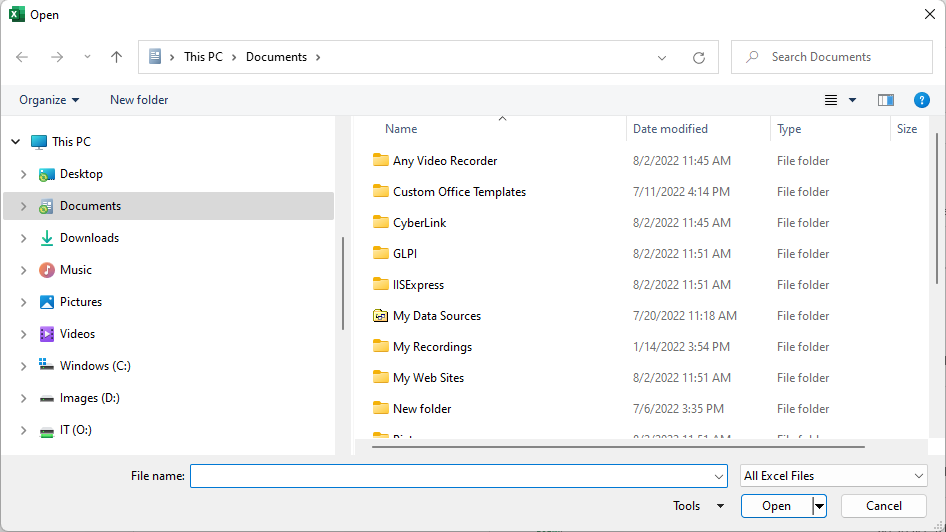 Open
This PC > Documents >
Search Documents
Organize
New folder
Name Date modified Type Size
This PC
Desktop
Documents
Downloads
Music
Pictures
Videos
Windows (C:)
Images (D:)
IT (O:)
Any Video Recorder 8/2/2022 11:45 AM File folder
Custom Office Templates 7/11/2022 4:14 PM File folder
CyberLink 8/2/2022 11:45 AM File folder
GLPI 8/2/2022 11:51 AM File folder
IISExpress 8/2/2022 11:51 AM File folder
My Data Sources 7/20/2022 11:18 AM File folder
My Recordings 1/14/2022 3:54 PM File folder
My Web Sites 8/2/2022 11:51 AM File folder
New folder 7/6/2022 3:35 PM File folder
File name:
All Excel Files
Tools
Open
Cancel